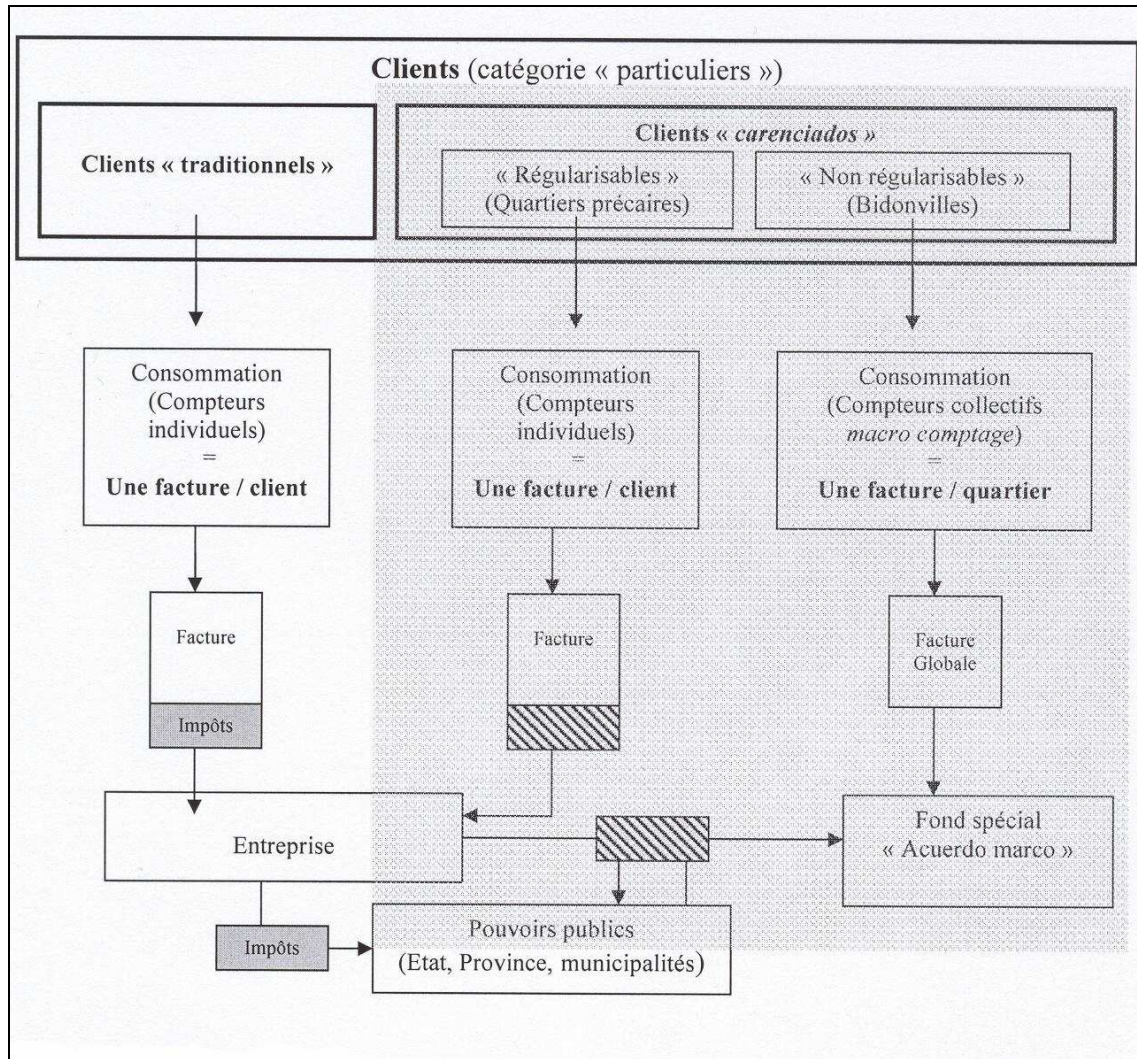 Clients (catégorie « particuliers »)
Clients « traditionnels »
Clients « carenciados »
« Régularisables »
(Quartiers précaires)
« Non régularisables »
(Bidonvilles)
Consommation
(Compteurs
individuels)
=
Une facture / client
Consommation
(Compteurs
individuels)
=
Une facture / client
Consommation
(Compteurs collectifs
macro comptage)
=
Une facture / quartier
Facture
Impôts
Facture
Facture
Globale
Entreprise
Fond spécial
« Acuerdo marco »
Impôts
Pouvoirs publics
(Etat, Province, municipalités)